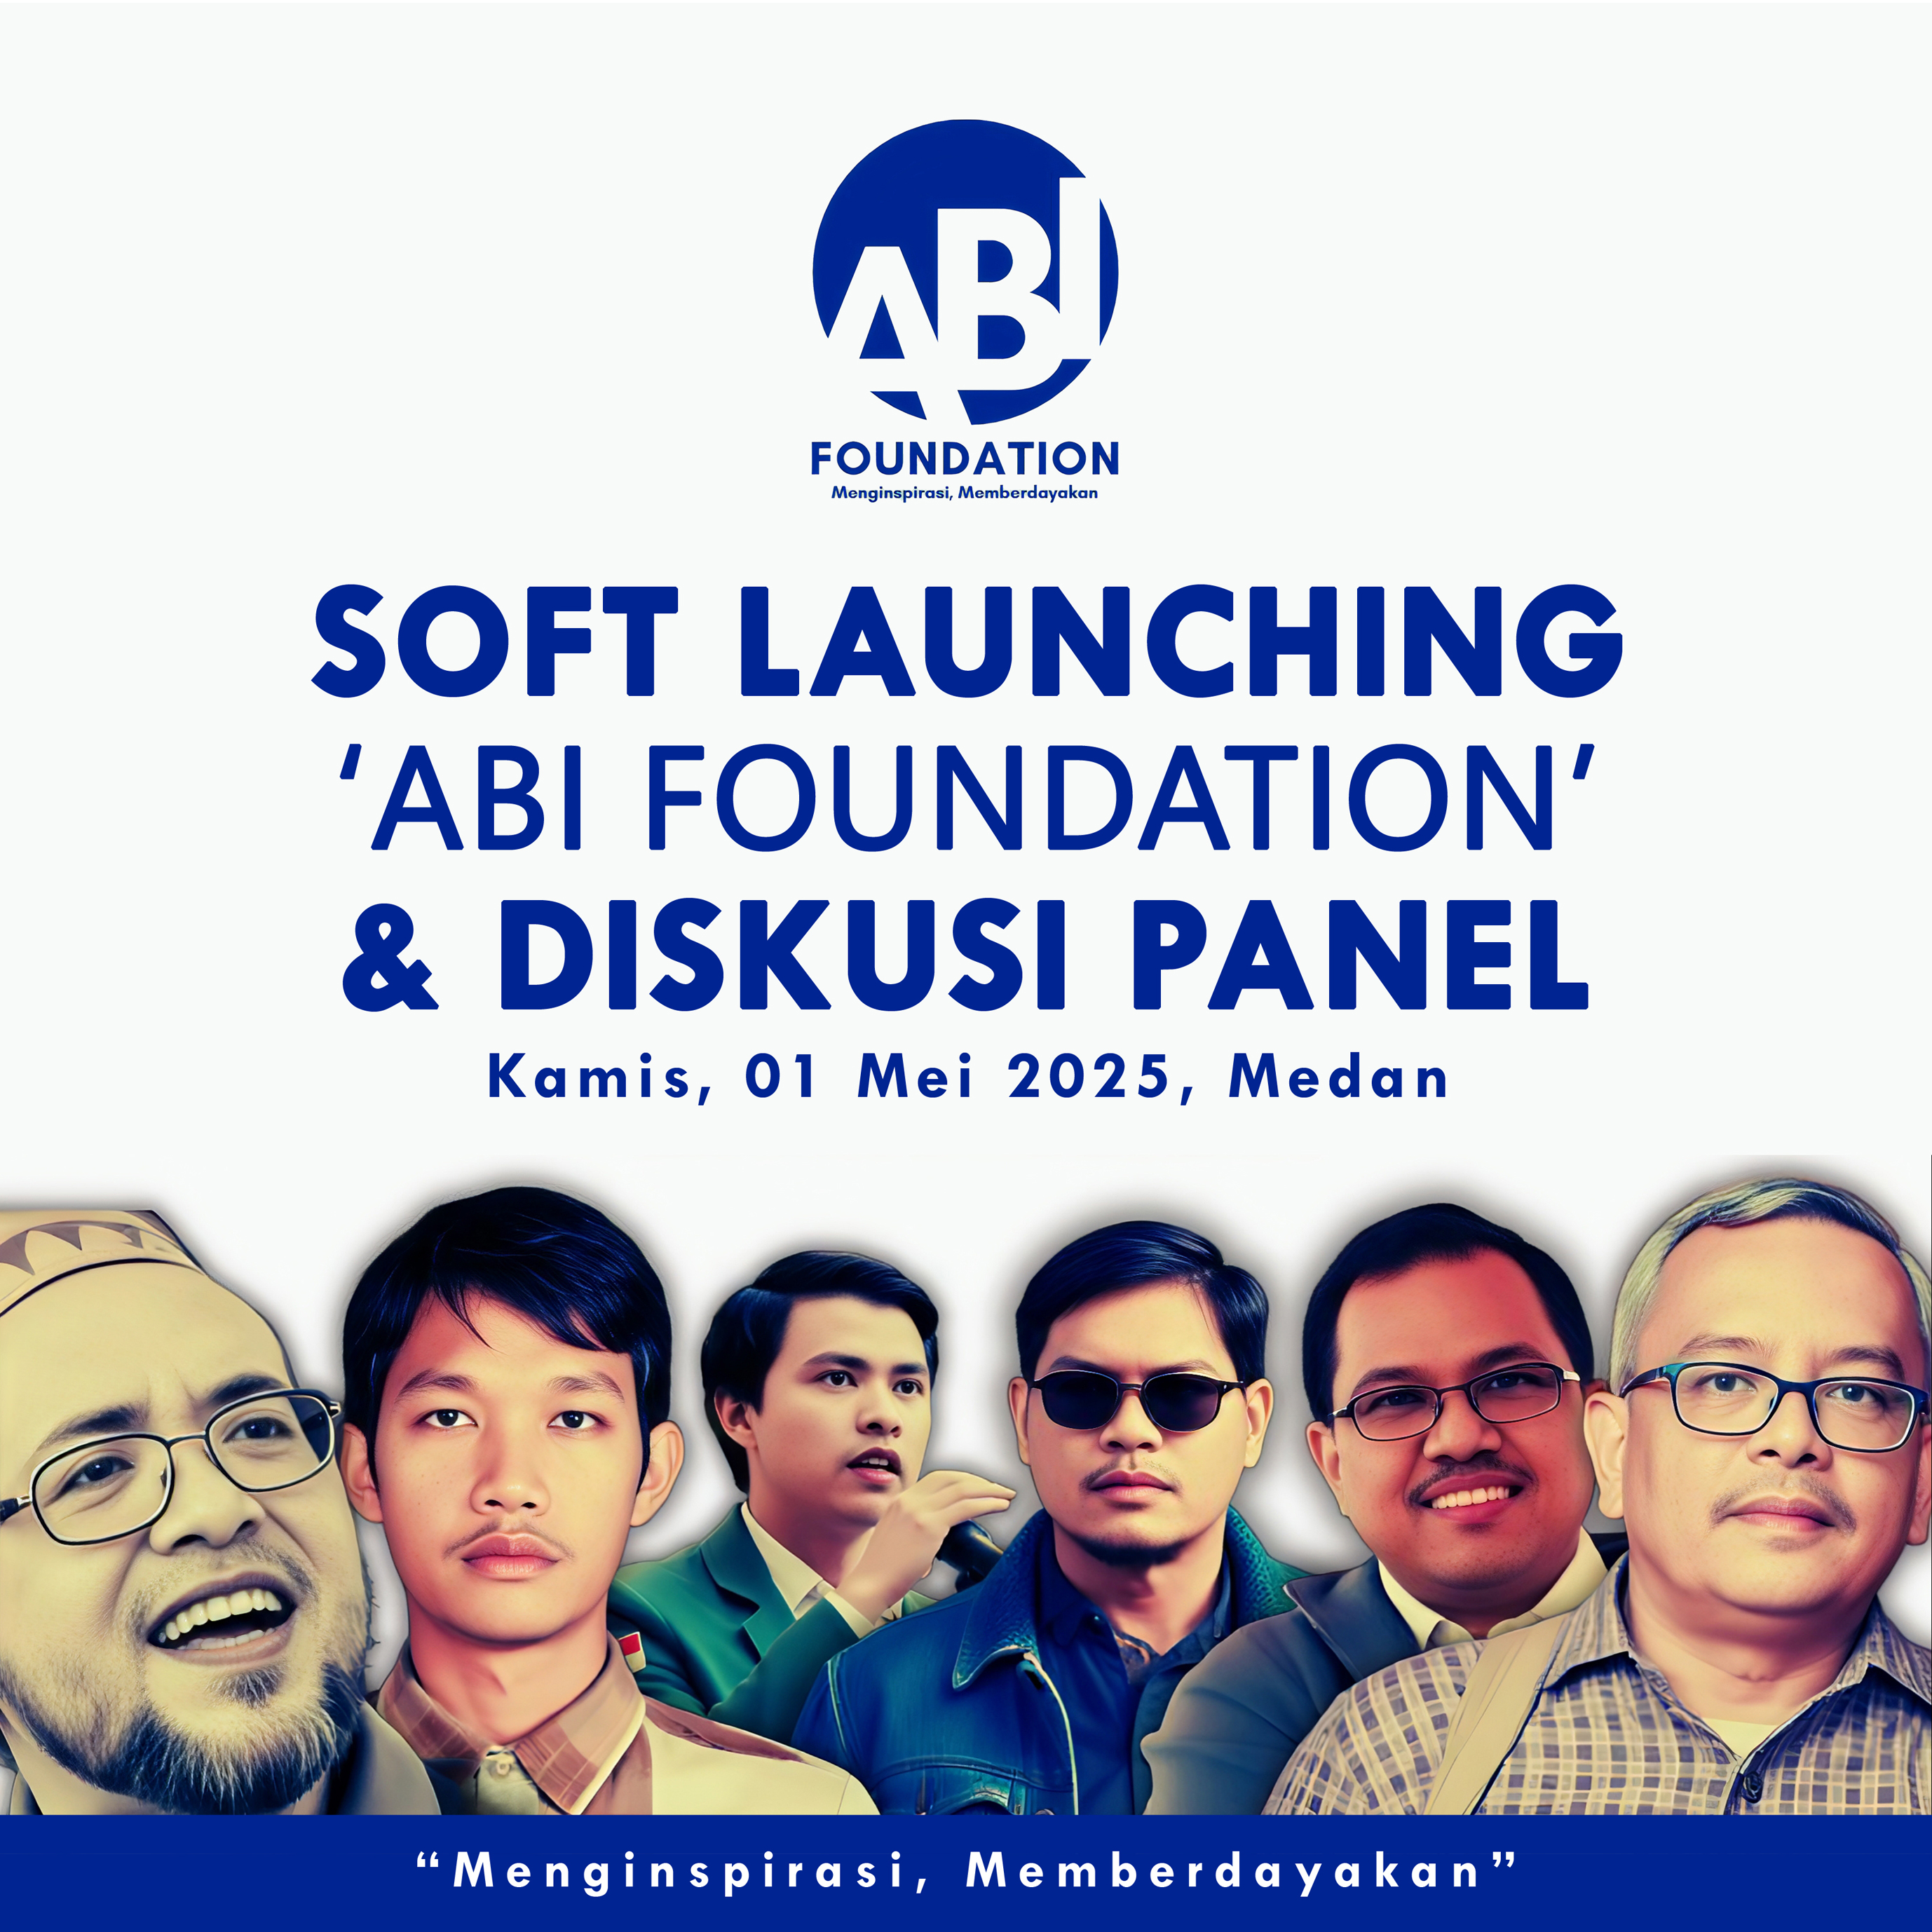 ABI
FOUNDATION
Menginspirasi, Memberdayakan
SOFT LAUNCHING
‘ABI FOUNDATION’
& DISKUSI PANEL
Kamis, 01 Mei 2025, Medan
“Menginspirasi, Memberdayakan”